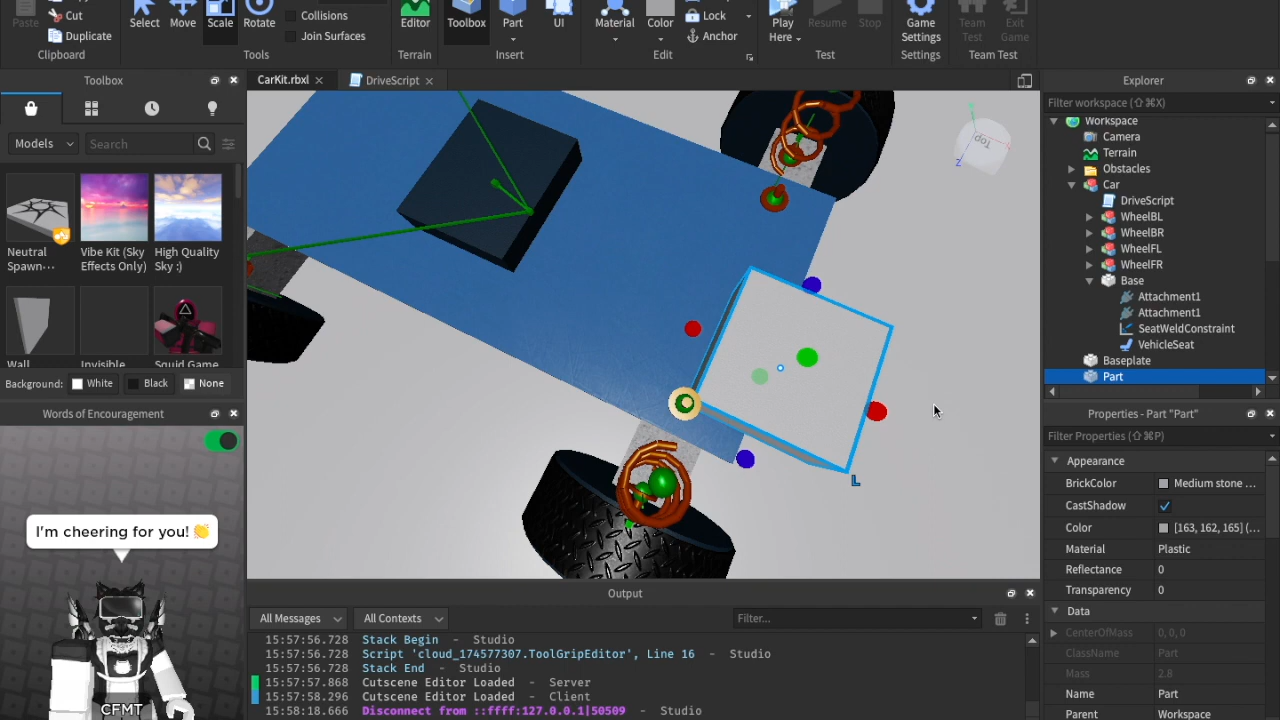 Paste
Cut
Duplicate
Clipboard
Select
Move
Scale
Rotate
Collisions
Join Surfaces
Tools
Editor
Terrain
Toolbox
Part
UI
Insert
Material
Color
Lock
Anchor
Edit
Play
Here
Resume
Stop
Test
Game
Settings
Settings
Team
Test
Exit
Game
Team Test
Toolbox
CarKit.rbxl
DriveScript
Explorer
Models
Search
Filter workspace (⇧⌘X)
Neutral
Spawn...
Vibe Kit (Sky
Effects Only)
High Quality
Sky :)
Wall
Invisible
Squid Game
Background:
White
Black
None
Top
Z
Workspace
Camera
Terrain
Obstacles
Car
DriveScript
WheelBL
WheelBR
WheelFL
WheelFR
Base
Attachment1
Attachment1
SeatWeldConstraint
VehicleSeat
Baseplate
Part
L
Words of Encouragement
I'm cheering for you! 👏
CFMT
Properties - Part "Part"
Filter Properties (⇧⌘P)
Appearance
BrickColor Medium stone ...
CastShadow
Color [163, 162, 165] (...
Material Plastic
Reflectance 0
Transparency 0
Data
CenterOfMass 0, 0, 0
ClassName Part
Mass 2.8
Name Part
Parent Workspace
Output
All Messages
All Contexts
Filter...
15:57:56.728 Stack Begin - Studio
15:57:56.728 Script 'cloud_174577307.ToolGripEditor', Line 16 - Studio
15:57:56.728 Stack End - Studio
15:57:57.868 Cutscene Editor Loaded - Server
15:57:58.296 Cutscene Editor Loaded - Client
15:58:18.666 Disconnect from ::ffff:127.0.0.1|50509 - Studio